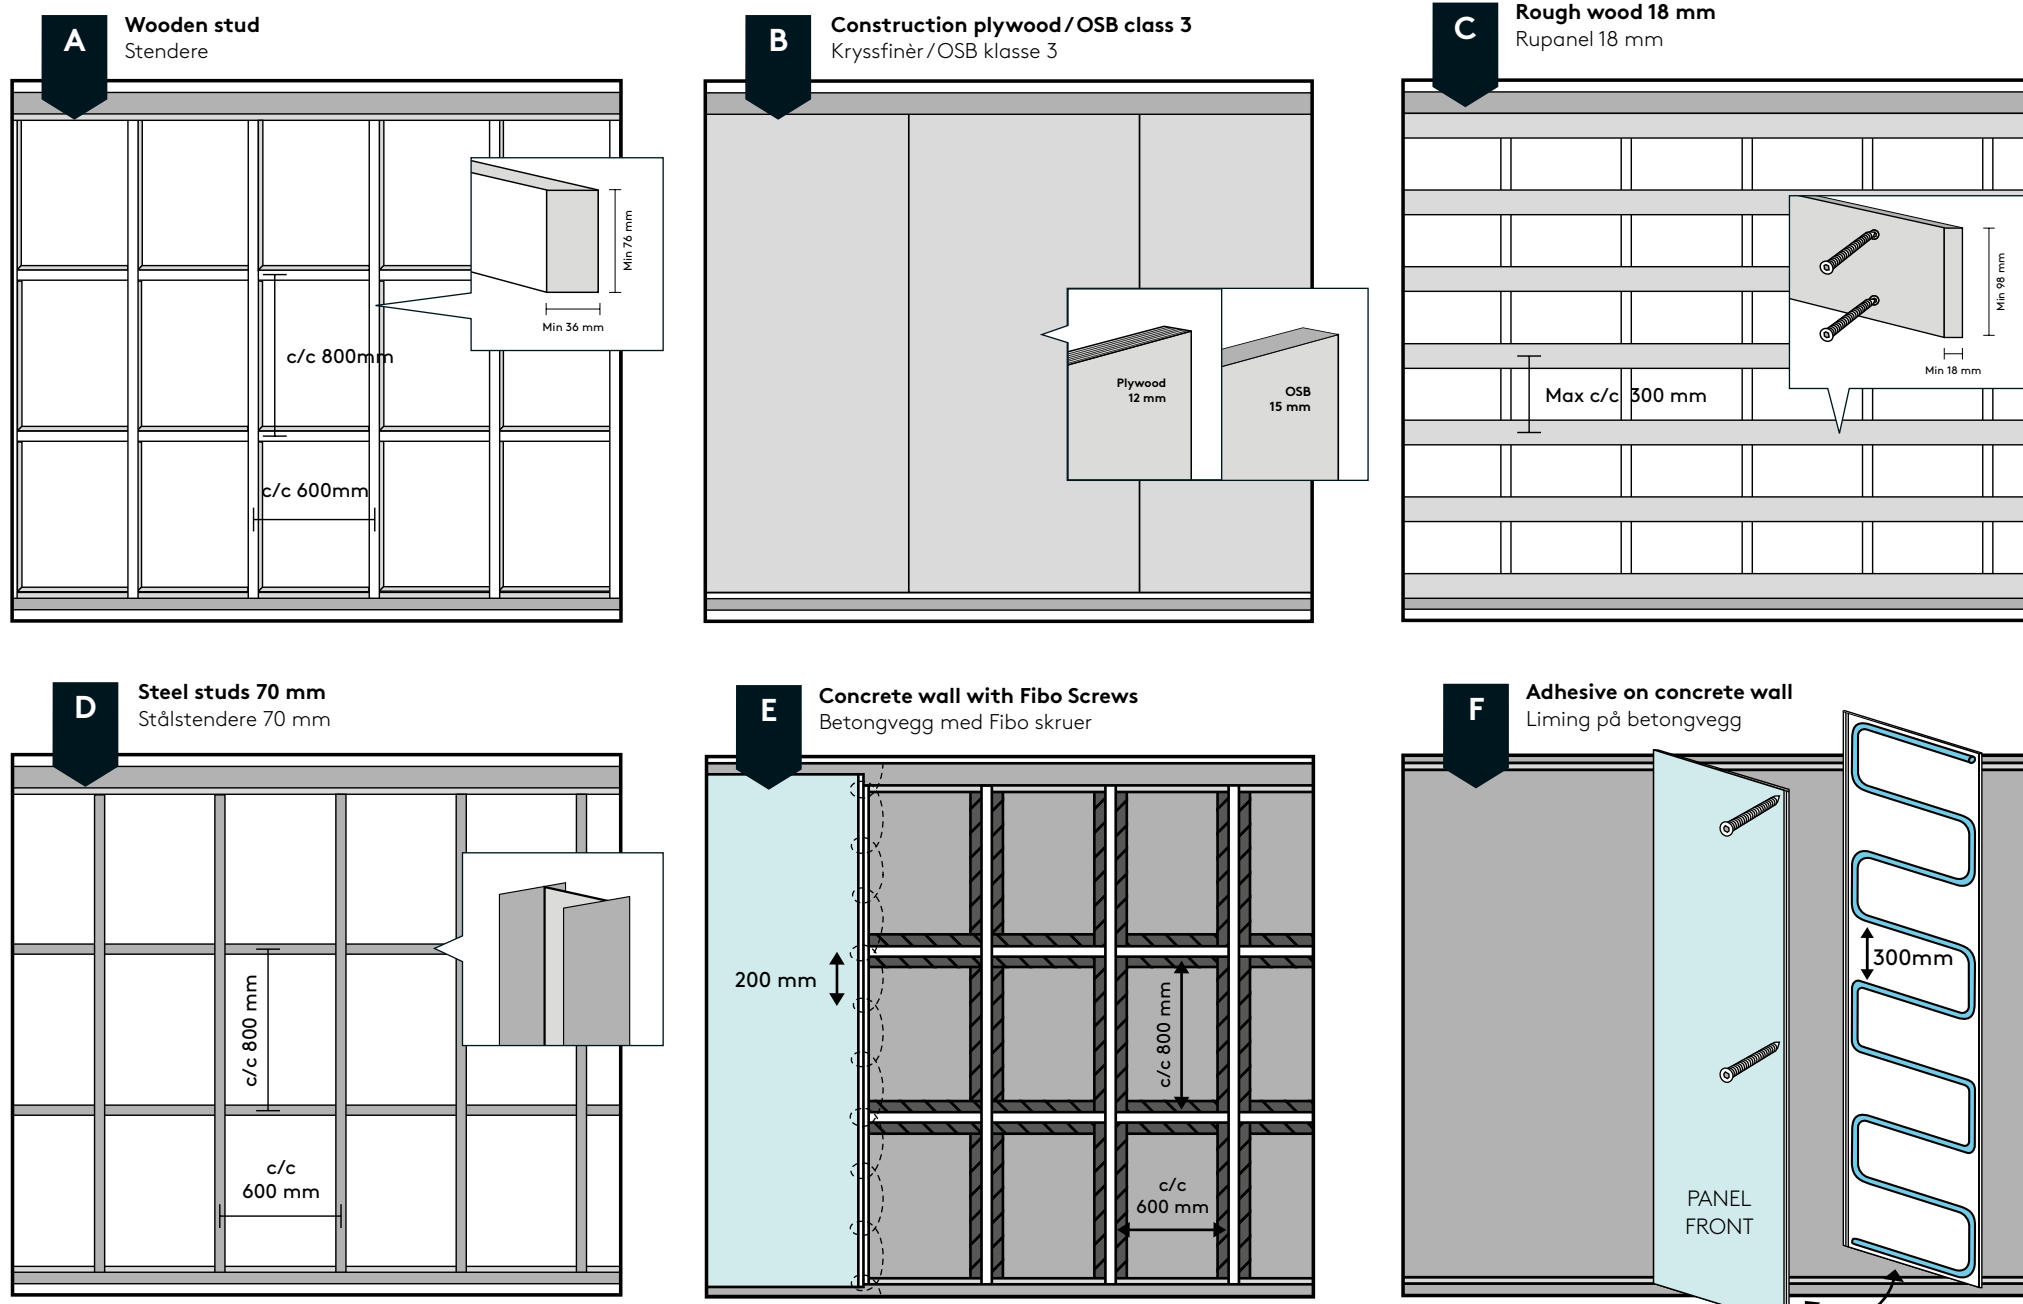 A
Wooden stud
Stendere
Min 76 mm
Min 36 mm
c/c 800mm
c/c 600mm
B
Construction plywood/OSB class 3
Kryssfinèr/OSB klasse 3
Plywood
12 mm
OSB
15 mm
C
Rough wood 18 mm
Rupanel 18 mm
Min 98 mm
Min 18 mm
Max c/c 300 mm
D
Steel studs 70 mm
Stålstendere 70 mm
c/c 800 mm
c/c
600 mm
E
Concrete wall with Fibo Screws
Betongvegg med Fibo skruer
200 mm
c/c 800 mm
c/c
600 mm
F
Adhesive on concrete wall
Liming på betongvegg
300mm
PANEL
FRONT